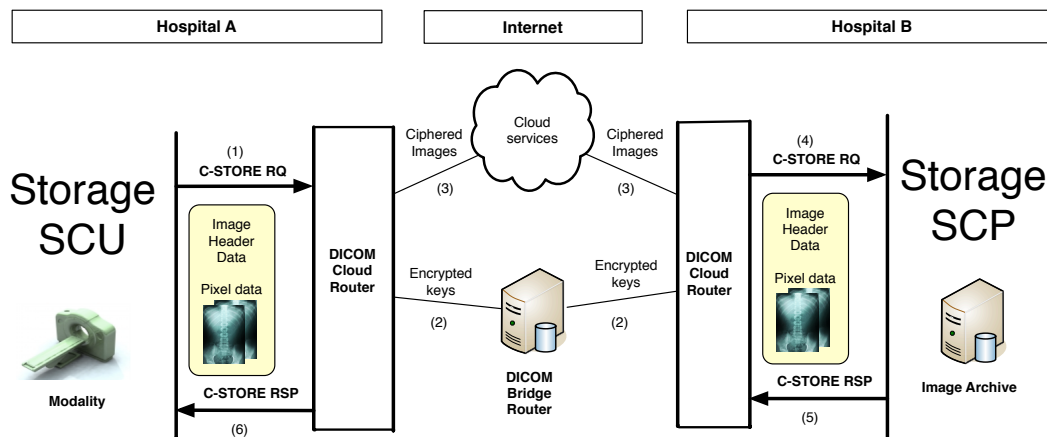 Hospital A
Internet
Hospital B
Storage
SCU
Modality
(1)
C-STORE RQ
Image
Header
Data
Pixel data
C-STORE RSP
(6)
DICOM
Cloud
Router
Ciphered
Images
(3)
Cloud
services
Ciphered
Images
(3)
Encrypted
keys
(2)
Encrypted
keys
(2)
DICOM
Bridge
Router
DICOM
Cloud
Router
(4)
C-STORE RQ
Image
Header
Data
Pixel data
C-STORE RSP
(5)
Storage
SCP
Image Archive